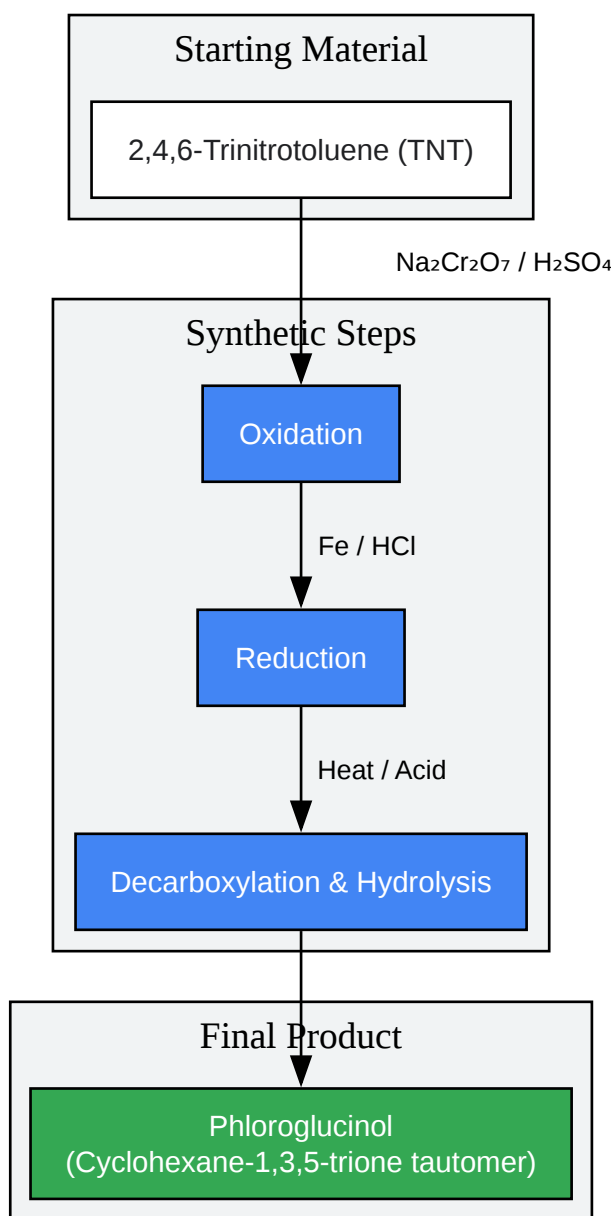 Starting Material
2,4,6-Trinitrotoluene (TNT)
Na₂Cr₂O₇ / H₂SO₄
Synthetic Steps
Oxidation
Fe / HCl
Reduction
Heat / Acid
Decarboxylation & Hydrolysis
Final Product
Phloroglucinol
(Cyclohexane-1,3,5-trione tautomer)